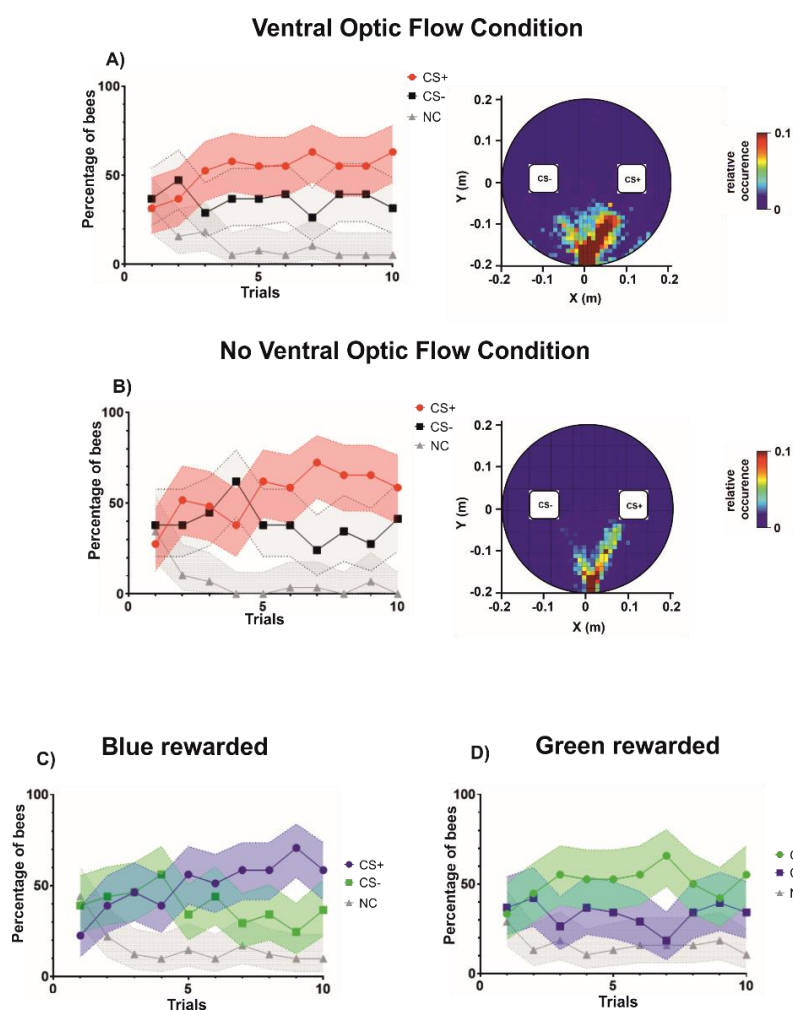 Ventral Optic Flow Condition
A)
CS+
CS-
NC
Percentage of bees
100
50
0
0 5 10
Trials
0.2
0.1
0
-0.1
-0.2
Y (m)
CS-
CS+
-0.2 -0.1 0 0.1 0.2
X (m)
relative
occurence
0.1
0
No Ventral Optic Flow Condition
B)
CS+
CS-
NC
Percentage of bees
100
50
0
0 5 10
Trials
0.2
0.1
0
-0.1
-0.2
Y (m)
CS-
CS+
-0.2 -0.1 0 0.1 0.2
X (m)
relative
occurence
0.1
0
C)
Blue rewarded
Percentage of bees
100
50
0
0 5 10
Trials
CS+
CS-
NC
D)
Green rewarded
Percentage of bees
100
50
0
0 5 10
Trials